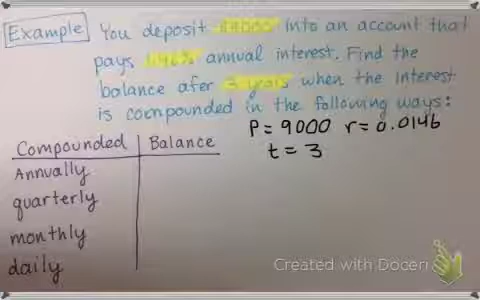 Example You deposit $9000 into an account that
pays 1.46% annual interest. Find the
balance afer 3 years when the interest
is compounded in the following ways:
P = 9000 r = 0.0146
t = 3
Compounded Balance
Annually
quarterly
monthly
daily
Created with Doceri